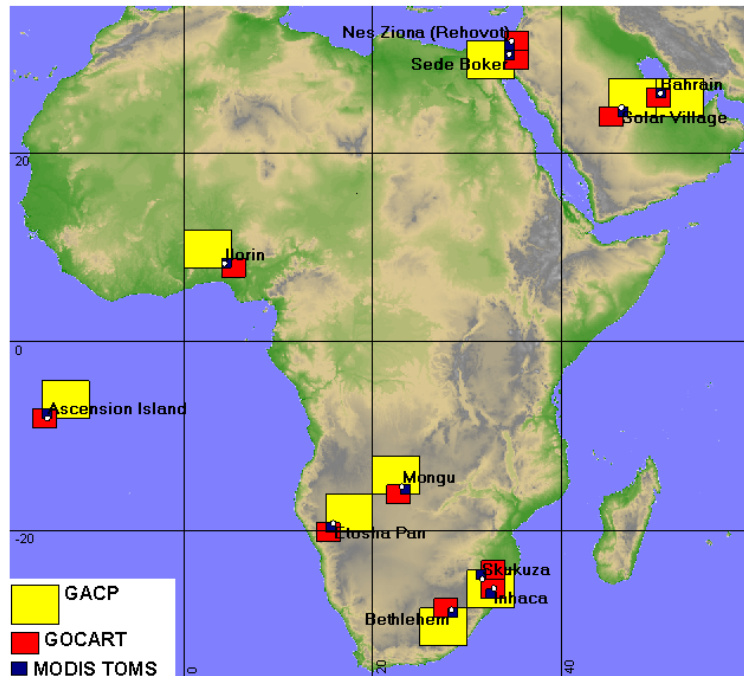 Nes Ziona (Rehovot)
Sede Boker
Bahrain
Solar Village
20
Ilorin
0
Ascension Island
Mongu
-20
Etosha Pan
Skukuza
Inhaca
Bethlehem
GACP
GOCART
MODIS TOMS
0
20
40